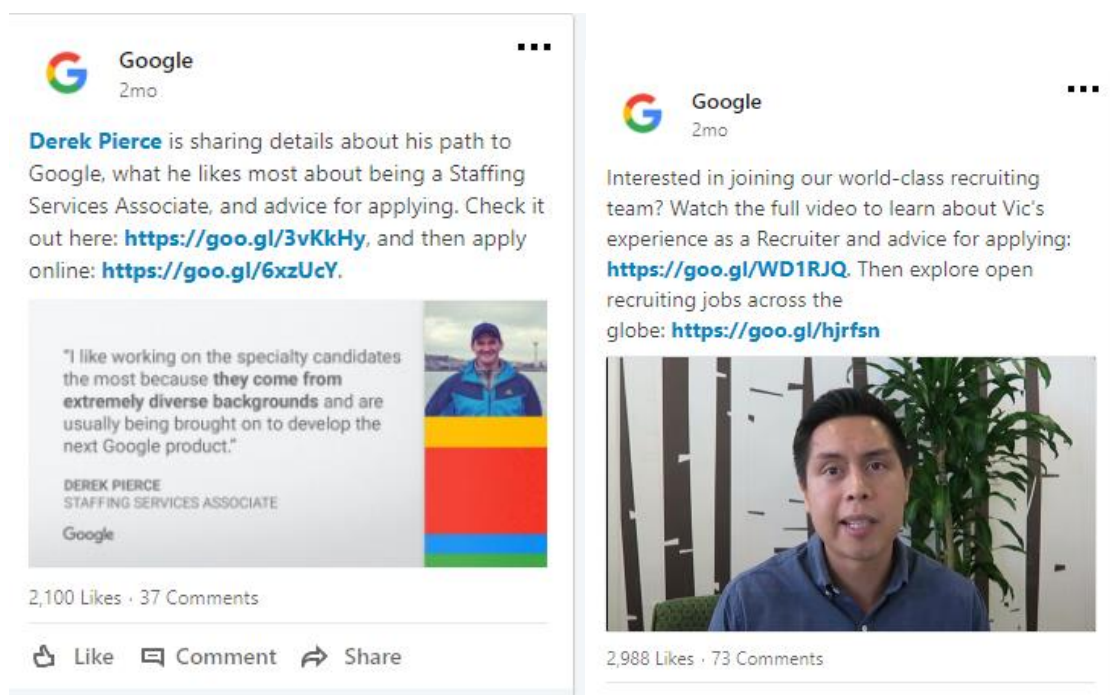 Google
2mo
Derek Pierce is sharing details about his path to
Google, what he likes most about being a Staffing
Services Associate, and advice for applying. Check it
out here: https://goo.gl/3vKkHy, and then apply
online: https://goo.gl/6xzUcY.
"I like working on the specialty candidates
the most because they come from
extremely diverse backgrounds and are
usually being brought on to develop the
next Google product."
DEREK PIERCE
STAFFING SERVICES ASSOCIATE
Google
2,100 Likes · 37 Comments
Like Comment Share
Google
2mo
Interested in joining our world-class recruiting
team? Watch the full video to learn about Vic's
experience as a Recruiter and advice for applying:
https://goo.gl/WD1RJQ. Then explore open
recruiting jobs across the
globe: https://goo.gl/hjrfsn
2,988 Likes · 73 Comments